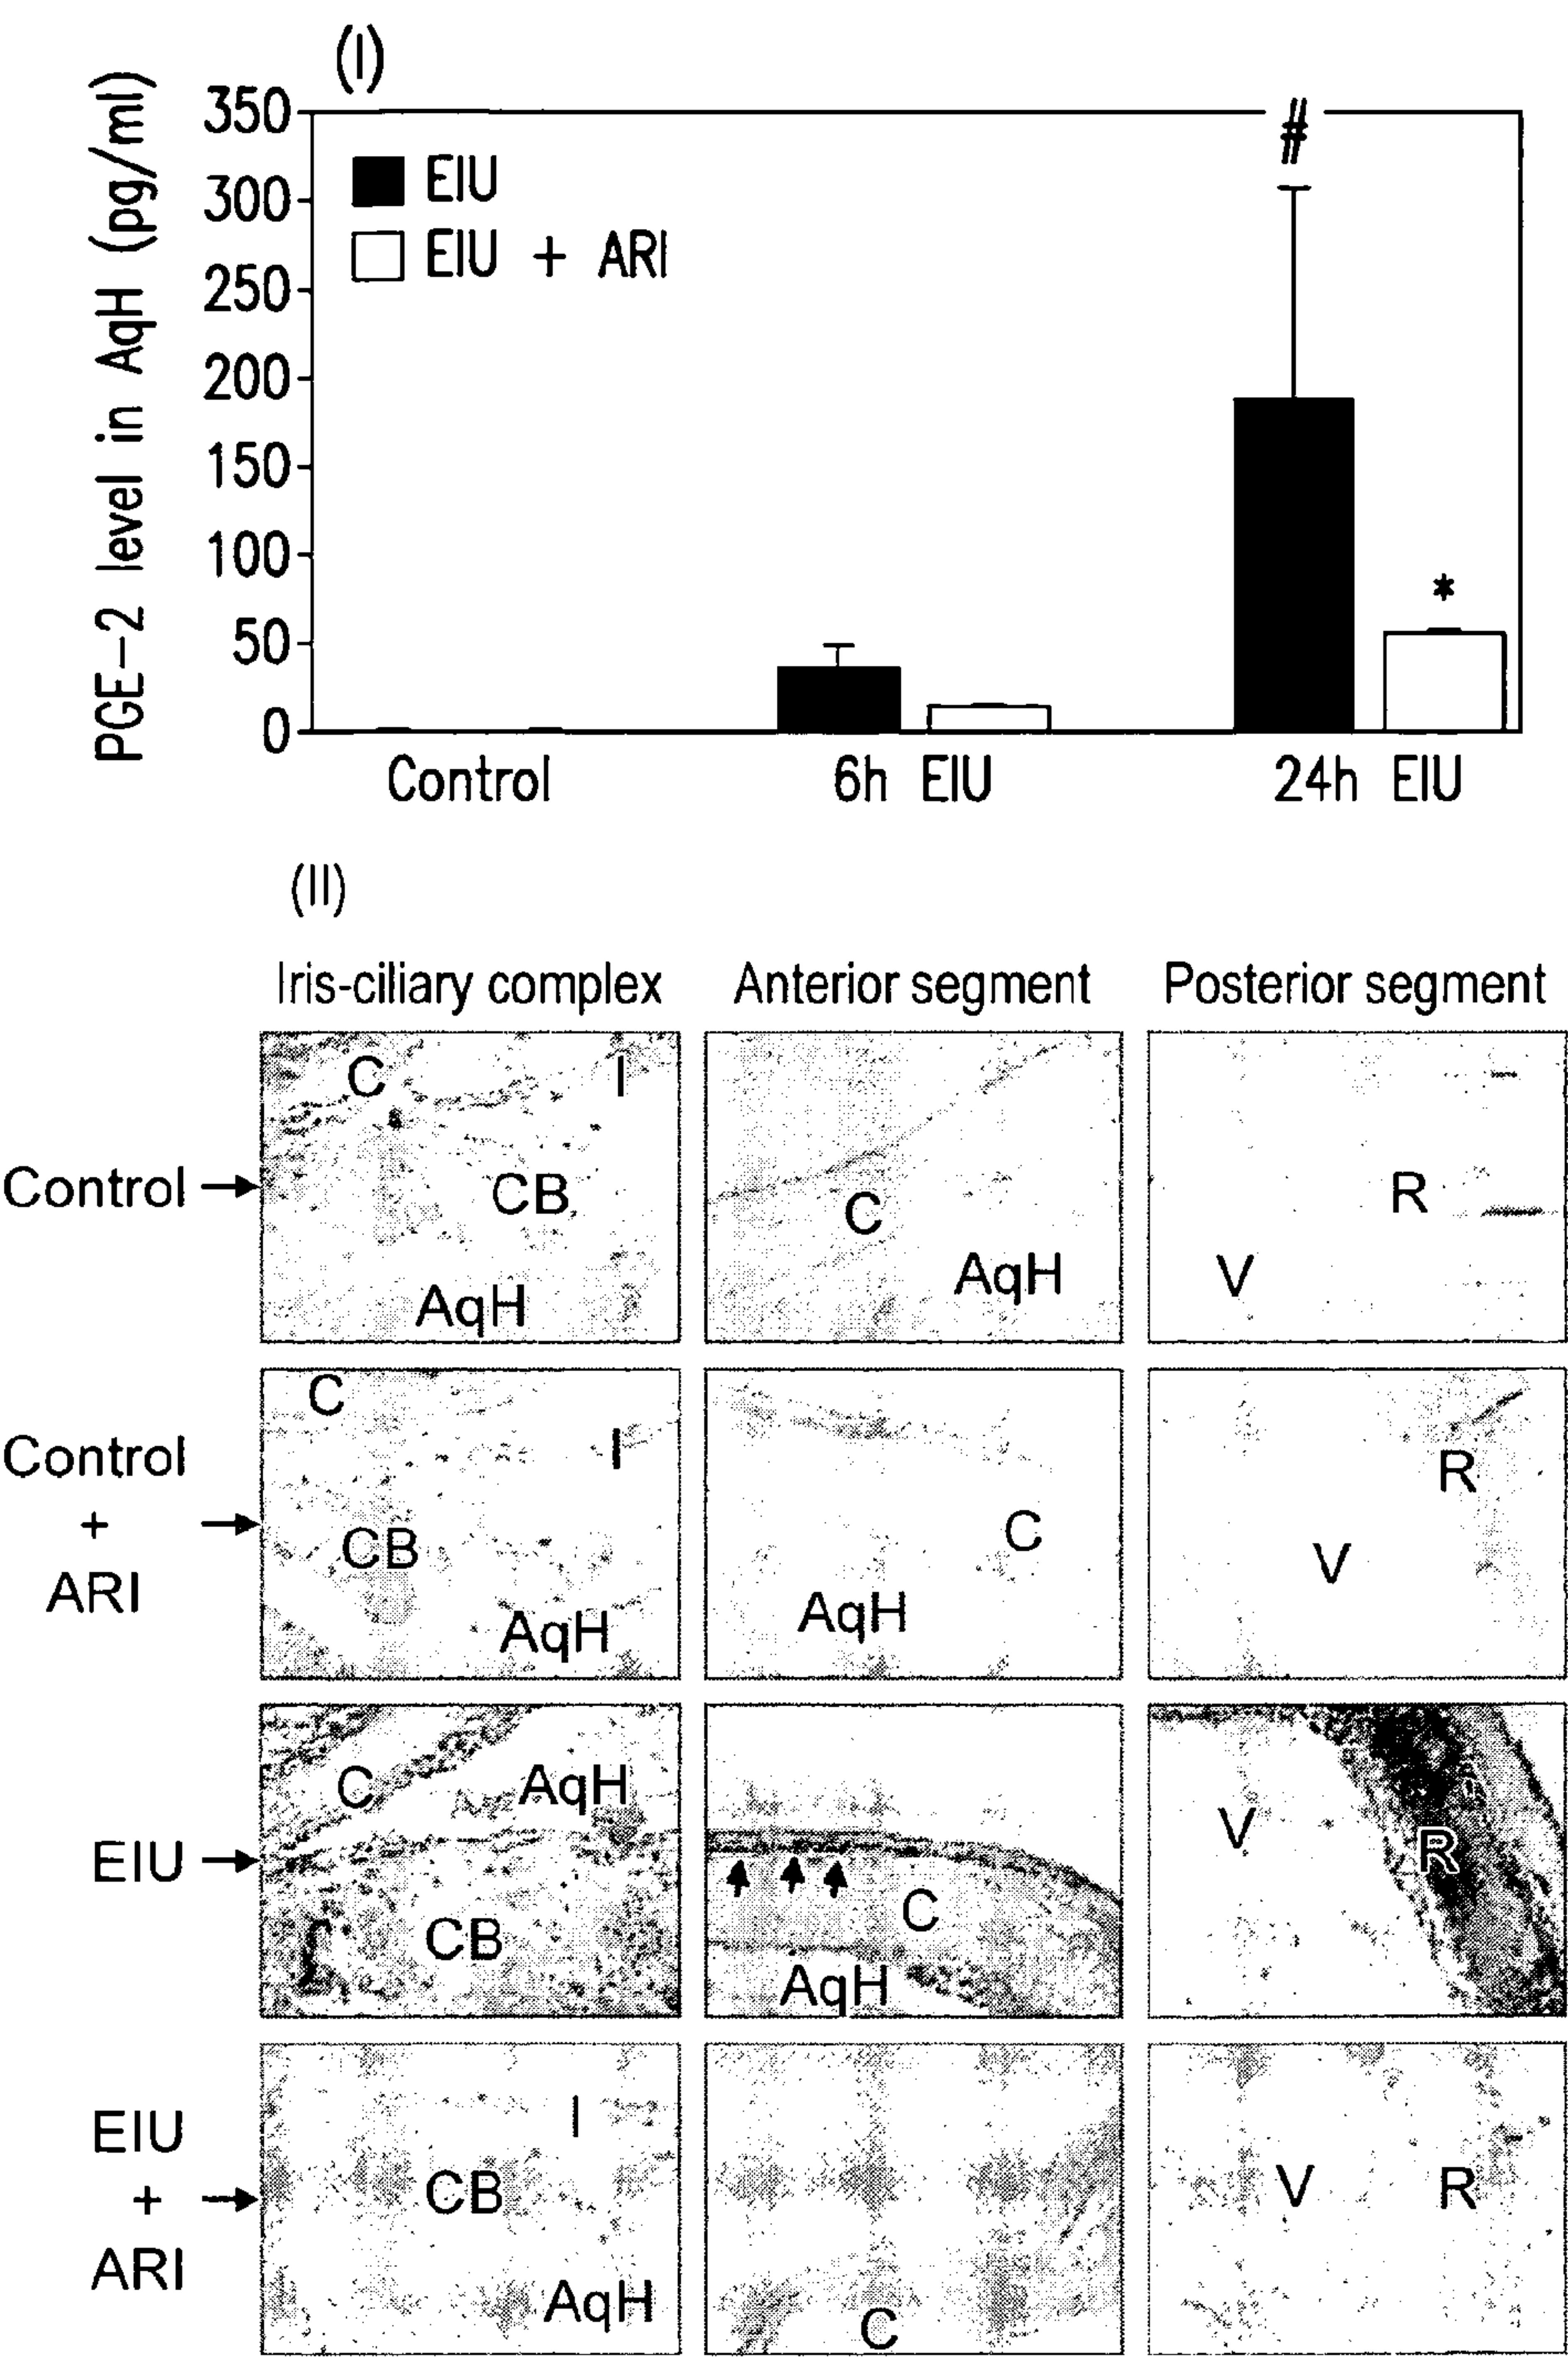 (I)
PGE-2 level in AqH (pg/ml)
350
300
250
200
150
100
50
0
EIU
EIU + ARI
#
*
Control 6h EIU 24h EIU
(II)
Iris-ciliary complex Anterior segment Posterior segment
Control
C I CB AqH
C AqH
R V
Control
+
ARI
C I CB AqH
C AqH
R V
EIU
C AqH CB
C AqH
V R
EIU
+
ARI
I CB AqH
C
V R